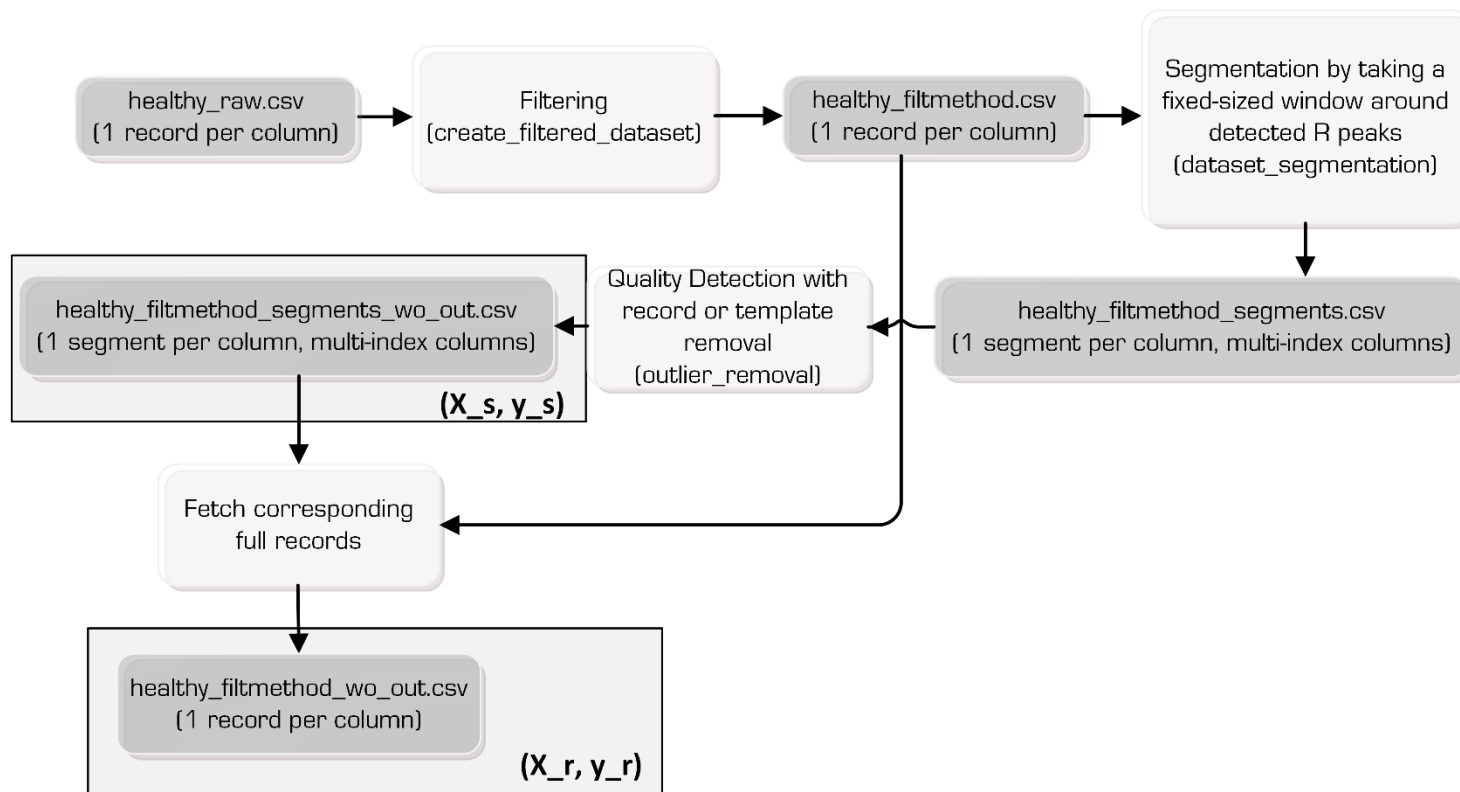 healthy_raw.csv
(1 record per column)
Filtering
(create_filtered_dataset)
healthy_filtmethod.csv
(1 record per column)
Segmentation by taking a
fixed-sized window around
detected R peaks
(dataset_segmentation)
healthy_filtmethod_segments.csv
(1 segment per column, multi-index columns)
Quality Detection with
record or template
removal
(outlier_removal)
healthy_filtmethod_segments_wo_out.csv
(1 segment per column, multi-index columns)
(X_s, y_s)
Fetch corresponding
full records
healthy_filtmethod_wo_out.csv
(1 record per column)
(X_r, y_r)